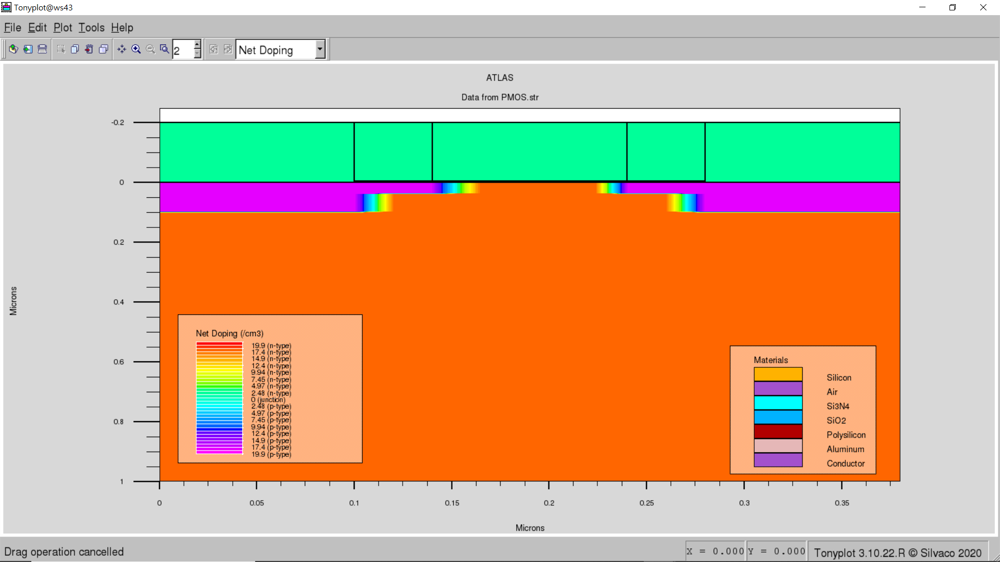 Tonyplot@ws43
File Edit Plot Tools Help
2 Net Doping
ATLAS
Data from PMOS.str
-0.2
0
0.2
0.4
0.6
0.8
1
Microns
Net Doping (/cm3)
19.9 (n-type)
17.4 (n-type)
14.9 (n-type)
12.4 (n-type)
9.94 (n-type)
7.45 (n-type)
4.97 (n-type)
2.48 (n-type)
0 (junction)
2.48 (p-type)
4.97 (p-type)
7.45 (p-type)
9.94 (p-type)
12.4 (p-type)
14.9 (p-type)
17.4 (p-type)
19.9 (p-type)
Materials
Silicon
Air
Si3N4
SiO2
Polysilicon
Aluminum
Conductor
0 0.05 0.1 0.15 0.2 0.25 0.3 0.35
Microns
Drag operation cancelled X = 0.000 Y = 0.000 Tonyplot 3.10.22.R © Silvaco 2020